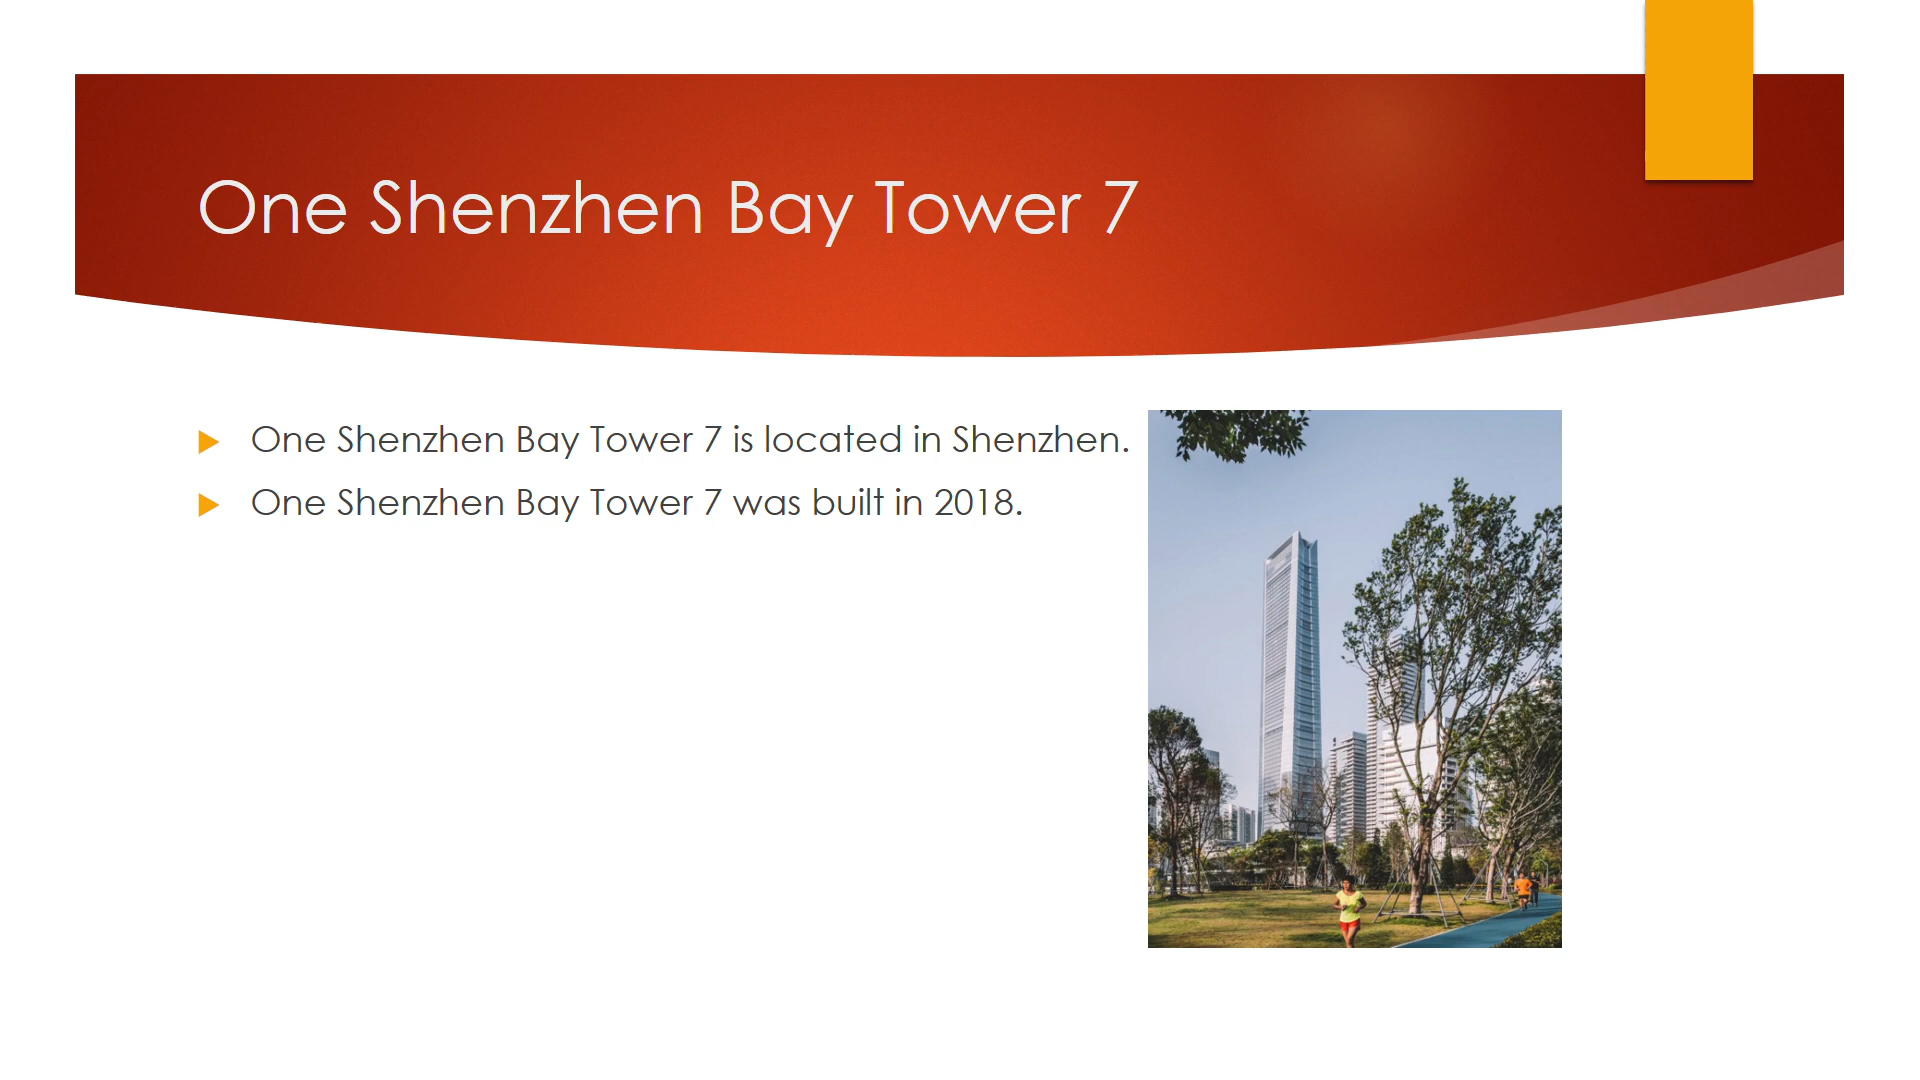 One Shenzhen Bay Tower 7
One Shenzhen Bay Tower 7 is located in Shenzhen.
One Shenzhen Bay Tower 7 was built in 2018.